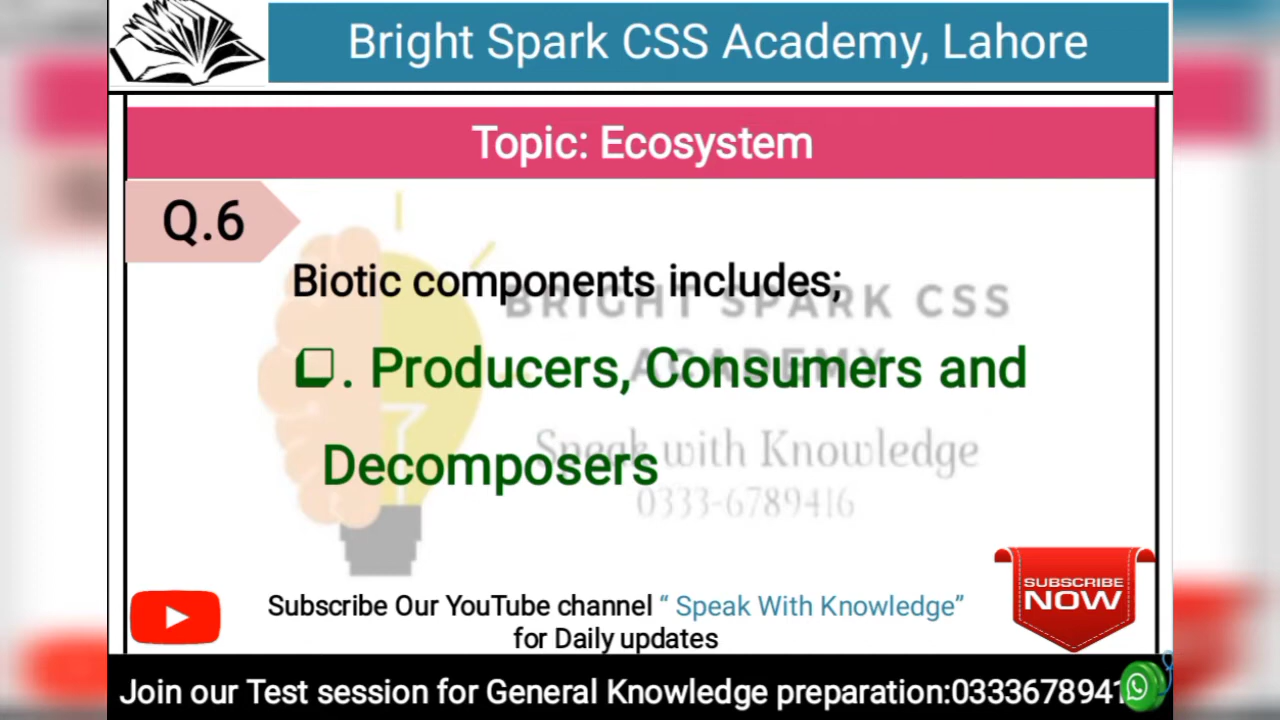 Bright Spark CSS Academy, Lahore
Topic: Ecosystem
Q.6
Biotic components includes;
❑. Producers, Consumers and
Decomposers
BRIGHT SPARK CSS
ACADEMY
Speak with Knowledge
0333-6789416
Subscribe Our YouTube channel “ Speak With Knowledge”
for Daily updates
SUBSCRIBE
NOW
Join our Test session for General Knowledge preparation:0333678941